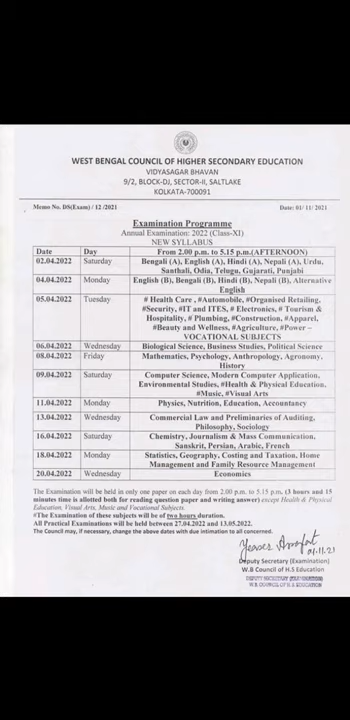 WEST BENGAL COUNCIL OF HIGHER SECONDARY EDUCATION
VIDYASAGAR BHAVAN
9/2, BLOCK-DJ, SECTOR-II, SALTLAKE
KOLKATA-700091
Memo No. DS(Exam) / 12 /2021 Date: 01/ 11/ 2021
Examination Programme
Annual Examination: 2022 (Class-XI)
NEW SYLLABUS
Date Day From 2.00 p.m. to 5.15 p.m.(AFTERNOON)
02.04.2022 Saturday Bengali (A), English (A), Hindi (A), Nepali (A), Urdu,
Santhali, Odia, Telugu, Gujarati, Punjabi
04.04.2022 Monday English (B), Bengali (B), Hindi (B), Nepali (B), Alternative
English
05.04.2022 Tuesday # Health Care , #Automobile, #Organised Retailing,
#Security, #IT and ITES, # Electronics, # Tourism &
Hospitality, # Plumbing, #Construction, #Apparel,
#Beauty and Wellness, #Agriculture, #Power –
VOCATIONAL SUBJECTS
06.04.2022 Wednesday Biological Science, Business Studies, Political Science
08.04.2022 Friday Mathematics, Psychology, Anthropology, Agronomy,
History
09.04.2022 Saturday Computer Science, Modern Computer Application,
Environmental Studies, #Health & Physical Education,
#Music, #Visual Arts
11.04.2022 Monday Physics, Nutrition, Education, Accountancy
13.04.2022 Wednesday Commercial Law and Preliminaries of Auditing,
Philosophy, Sociology
16.04.2022 Saturday Chemistry, Journalism & Mass Communication,
Sanskrit, Persian, Arabic, French
18.04.2022 Monday Statistics, Geography, Costing and Taxation, Home
Management and Family Resource Management
20.04.2022 Wednesday Economics
The Examination will be held in only one paper on each day from 2.00 p.m. to 5.15 p.m. (3 hours and 15
minutes time is allotted both for reading question paper and writing answer) except Health & Physical
Education, Visual Arts, Music and Vocational Subjects.
#The Examination of these subjects will be of two hours duration.
All Practical Examinations will be held between 27.04.2022 and 13.05.2022.
The Council may, if necessary, change the above dates with due intimation to all concerned.
Deputy Secretary (Examination)
W.B Council of H.S Education
DEPUTY SECRETARY (EXAMINATION)
W.B. COUNCIL OF H.S EDUCATION